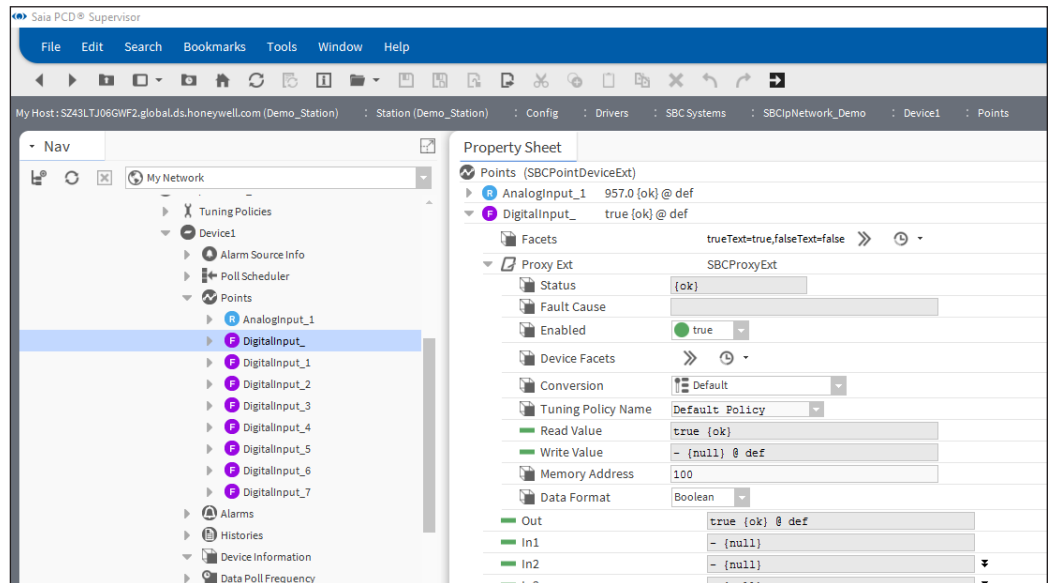 Saia PCD® Supervisor
File Edit Search Bookmarks Tools Window Help
My Host : SZ43LTJ06GWF2.global.ds.honeywell.com (Demo_Station) : Station (Demo_Station) : Config : Drivers : SBC Systems : SBCIpNetwork_Demo : Device1 : Points
Nav
My Network
Tuning Policies
Device1
Alarm Source Info
Poll Scheduler
Points
R AnalogInput_1
F DigitalInput_
F DigitalInput_1
F DigitalInput_2
F DigitalInput_3
F DigitalInput_4
F DigitalInput_5
F DigitalInput_6
F DigitalInput_7
Alarms
Histories
Device Information
Data Poll Frequency
Property Sheet
Points (SBCPointDeviceExt)
R AnalogInput_1 957.0 {ok} @ def
F DigitalInput_ true {ok} @ def
Facets trueText=true,falseText=false
Proxy Ext SBCProxyExt
Status {ok}
Fault Cause
Enabled true
Device Facets
Conversion Default
Tuning Policy Name Default Policy
Read Value true {ok}
Write Value - {null} @ def
Memory Address 100
Data Format Boolean
Out true {ok} @ def
In1 - {null}
In2 - {null}